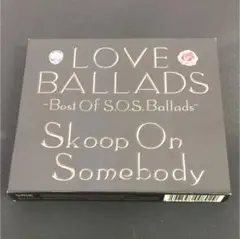 LOVE
BALLADS
~Best Of S.O.S. Ballads~
Skoop On
Somebody